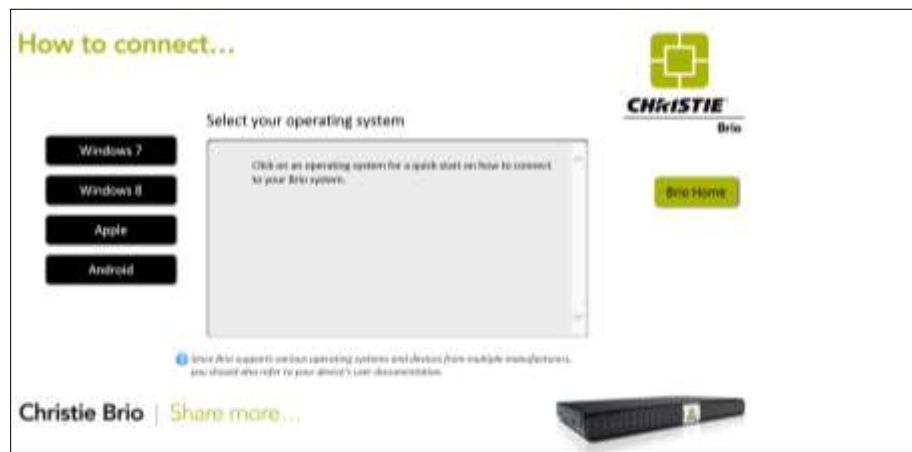 How to connect...
CHRISTIE
Brio
Select your operating system
Windows 7
Windows 8
Apple
Android
Click on an operating system for a quick start on how to connect
to your Brio system.
Brio Home
Since Brio supports various operating systems and devices from multiple manufacturers,
you should also refer to your device's user documentation.
Christie Brio | Share more...